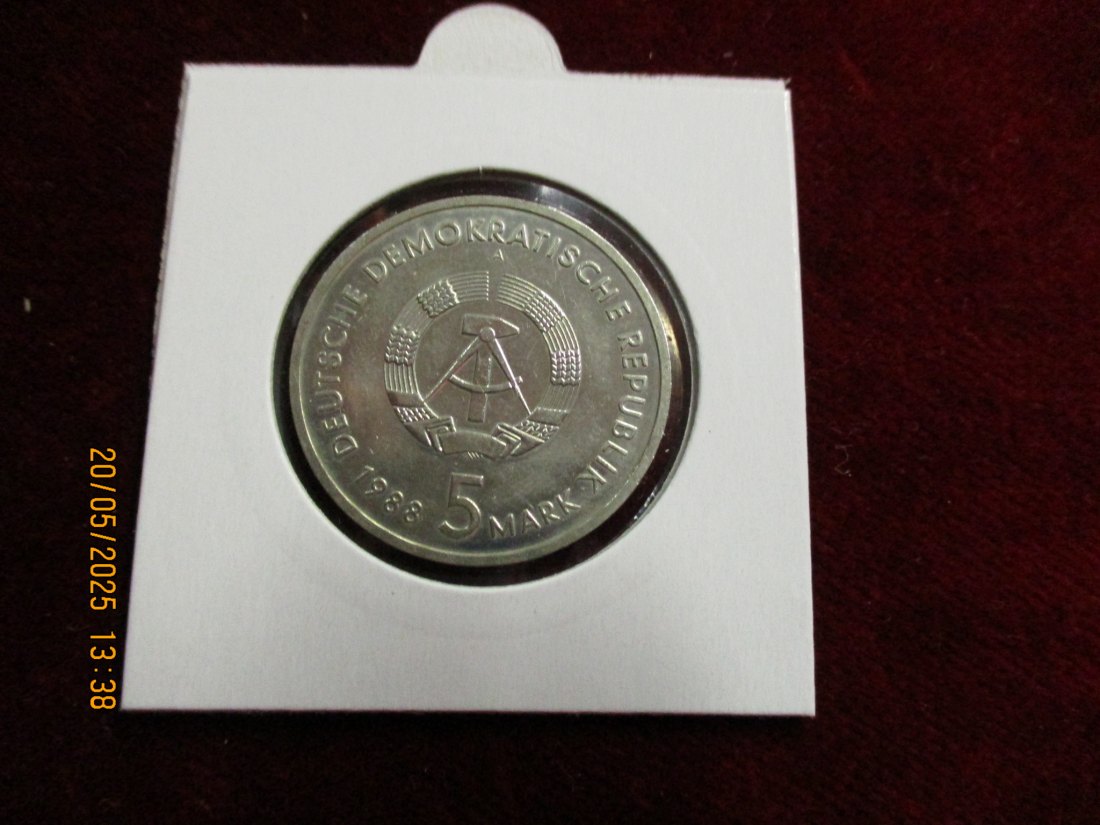 DEUTSCHE DEMOKRATISCHE REPUBLIK
A
1988 5 MARK
20/05/2025 13:38